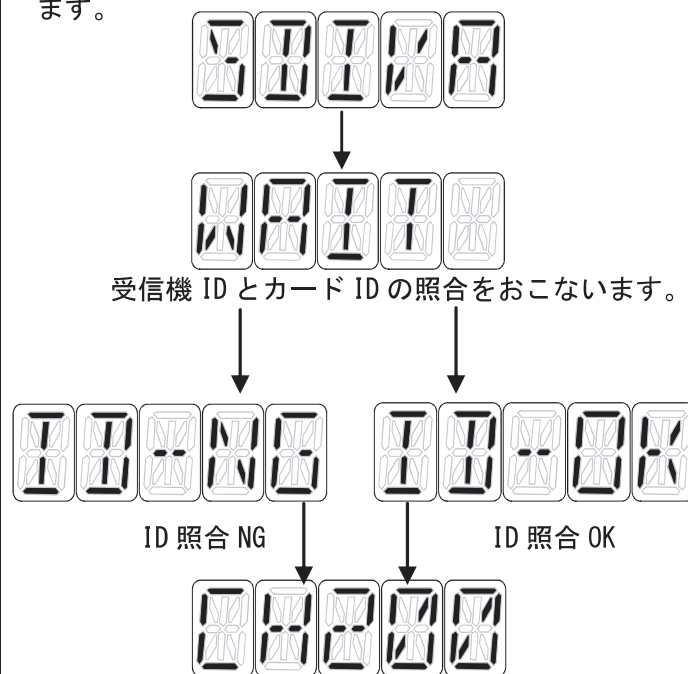 ます。
SDIVA
WAIT
受信機 ID とカード ID の照合をおこないます。
ID-NG ID-OK
ID 照合 NG ID 照合 OK
CH200